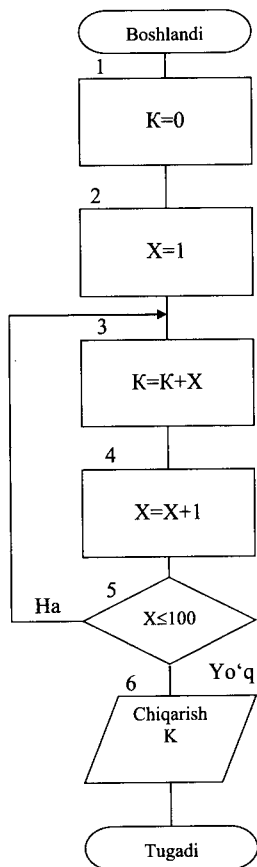 Boshlandi
1
K=0
2
X=1
3
K=K+X
4
X=X+1
5
Ha
X≤100
Yo‘q
6
Chiqarish
K
Tugadi